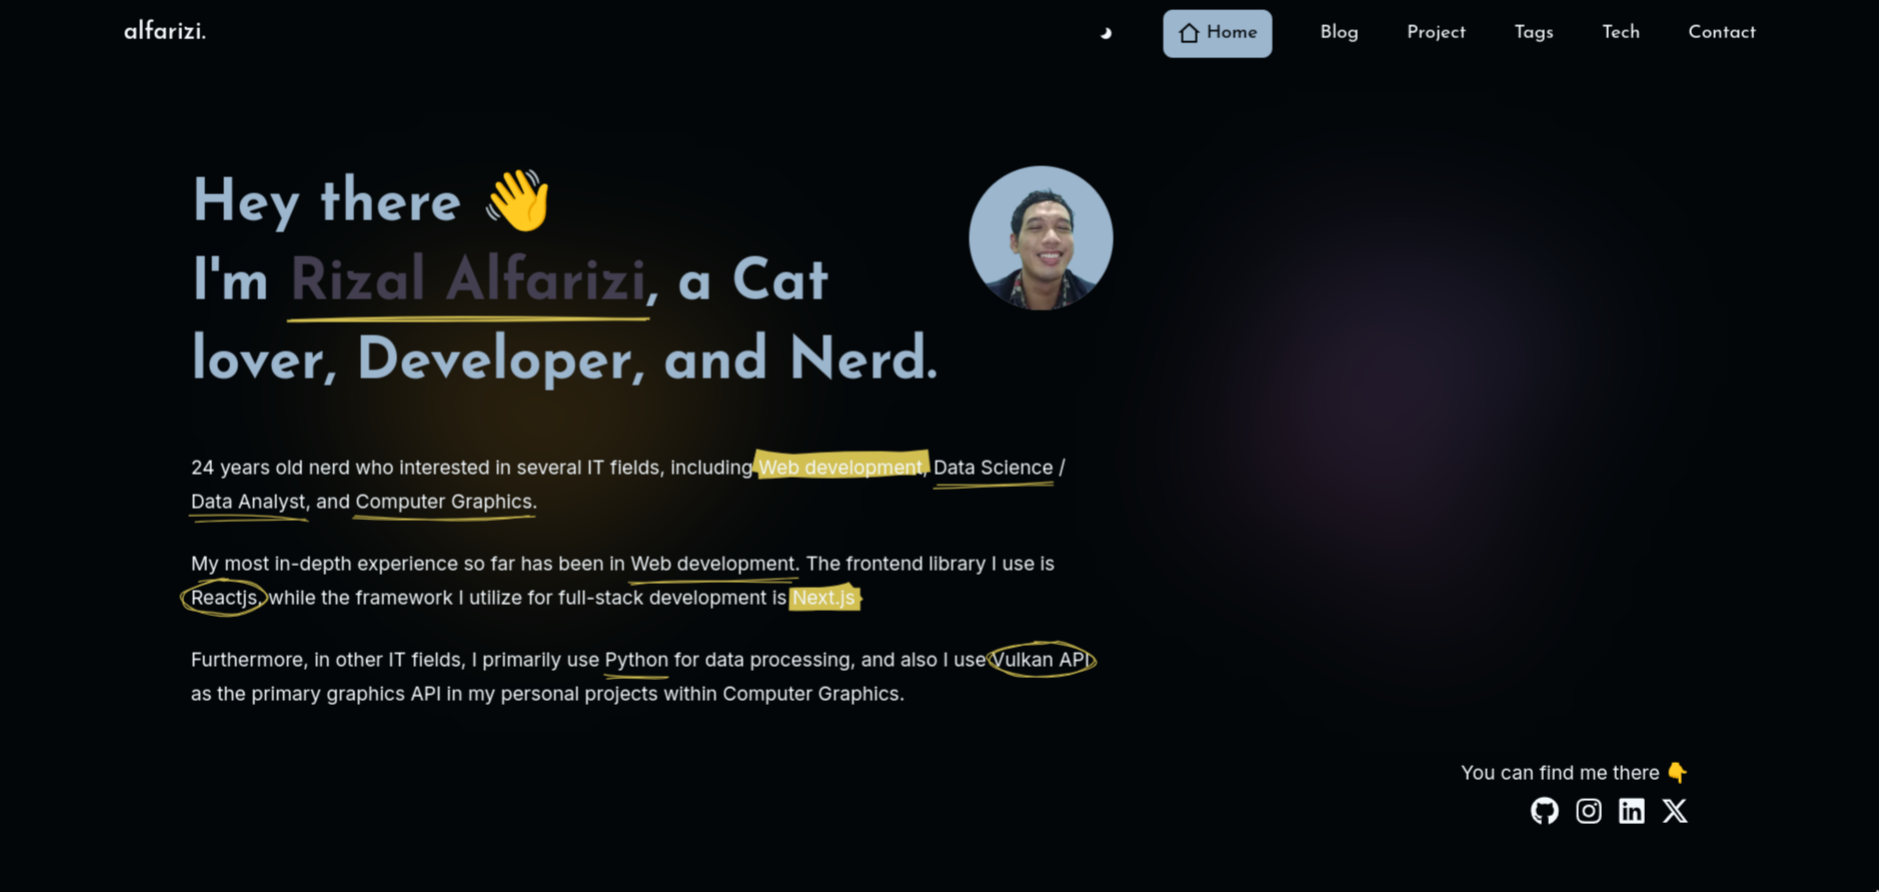 alfarizi.
Home
Blog
Project
Tags
Tech
Contact
Hey there 👋
I'm Rizal Alfarizi, a Cat
lover, Developer, and Nerd.
24 years old nerd who interested in several IT fields, including Web development, Data Science /
Data Analyst, and Computer Graphics.
My most in-depth experience so far has been in Web development. The frontend library I use is
Reactjs, while the framework I utilize for full-stack development is Next.js
Furthermore, in other IT fields, I primarily use Python for data processing, and also I use Vulkan API
as the primary graphics API in my personal projects within Computer Graphics.
You can find me there 👇